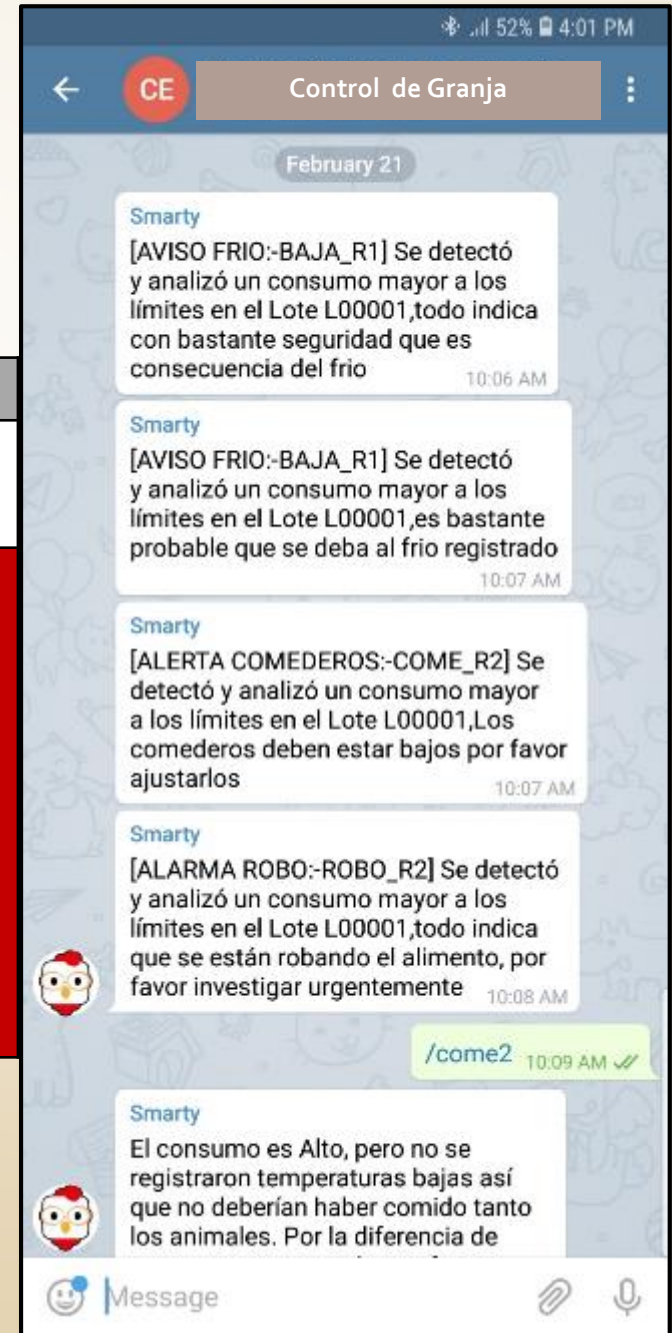 52% 4:01 PM
CE Control de Granja
February 21
Smarty
[AVISO FRIO:-BAJA_R1] Se detectó
y analizó un consumo mayor a los
límites en el Lote L00001,todo indica
con bastante seguridad que es
consecuencia del frio
10:06 AM
Smarty
[AVISO FRIO:-BAJA_R1] Se detectó
y analizó un consumo mayor a los
límites en el Lote L00001,es bastante
probable que se deba al frio registrado
10:07 AM
Smarty
[ALERTA COMEDEROS:-COME_R2] Se
detectó y analizó un consumo mayor
a los límites en el Lote L00001,Los
comederos deben estar bajos por favor
ajustarlos
10:07 AM
Smarty
[ALARMA ROBO:-ROBO_R2] Se detectó
y analizó un consumo mayor a los
límites en el Lote L00001,todo indica
que se están robando el alimento, por
favor investigar urgentemente
10:08 AM
/come2 10:09 AM
Smarty
El consumo es Alto, pero no se
registraron temperaturas bajas así
que no deberían haber comido tanto
los animales. Por la diferencia de
Message